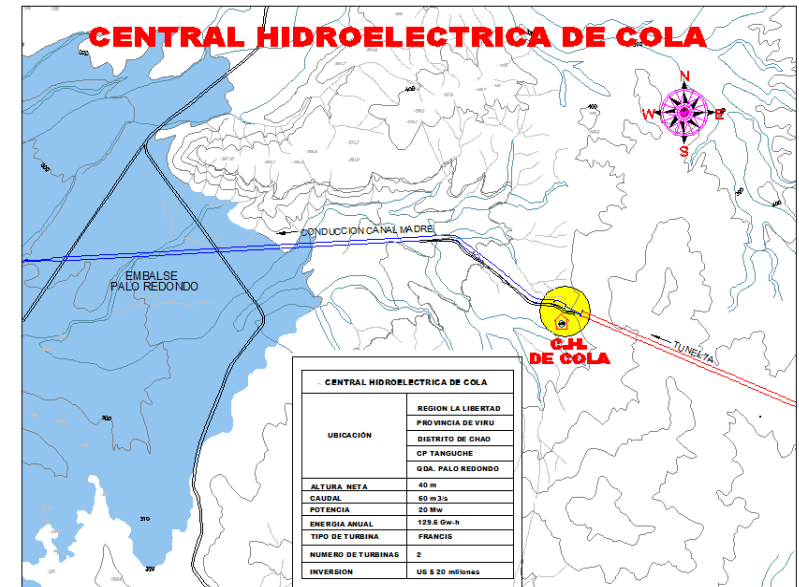 CENTRAL HIDROELECTRICA DE COLA
N
W E
S
400
CONDUCCION CANAL MADRE
EMBALSE
PALO REDONDO
C.H.
DE COLA
TUNEL 7A
300
310
CENTRAL HIDROELECTRICA DE COLA
UBICACIÓN
REGION LA LIBERTAD
PROVINCIA DE VIRU
DISTRITO DE CHAO
CP TANGUCHE
QDA. PALO REDONDO
ALTURA NETA 40 m
CAUDAL 60 m3/s
POTENCIA 20 Mw
ENERGIA ANUAL 129.6 Gw-h
TIPO DE TURBINA FRANCIS
NUMERO DE TURBINAS 2
INVERSION US $ 20 millones